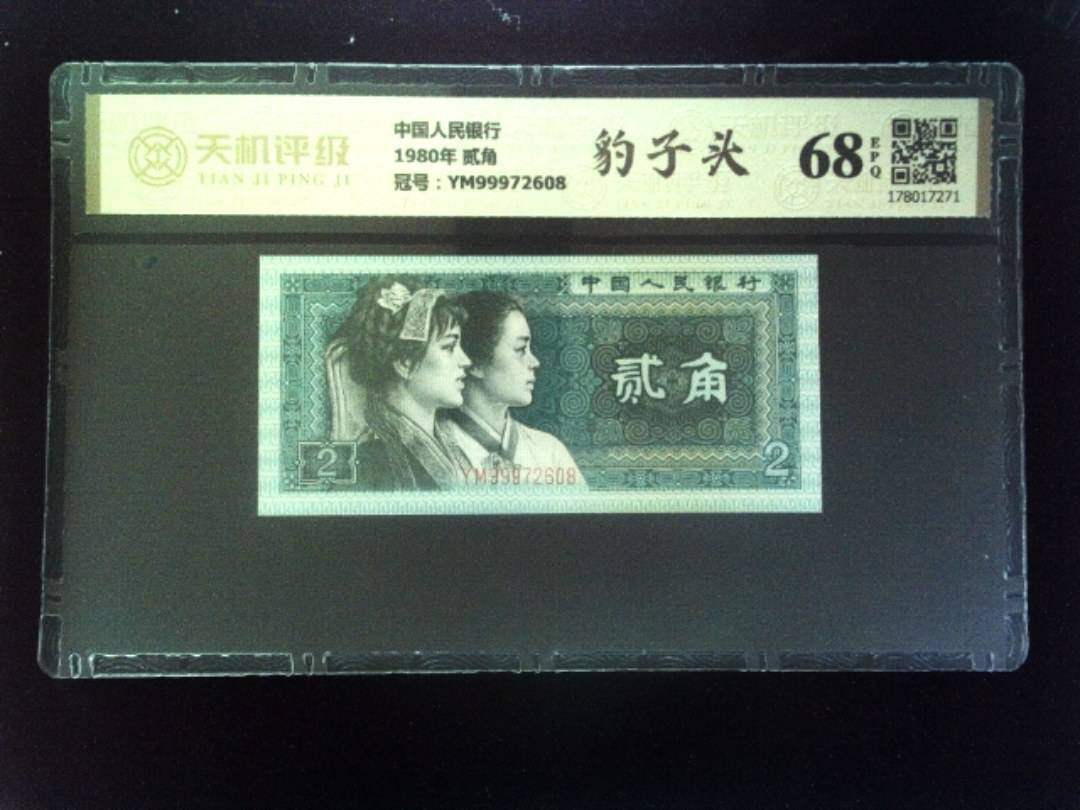 天机评级
TIAN JI PING JI
中国人民银行
1980年 贰角
冠号：YM99972608
豹子头
68
EPQ
178017271
中国人民银行
贰角
2
YM99972608
2